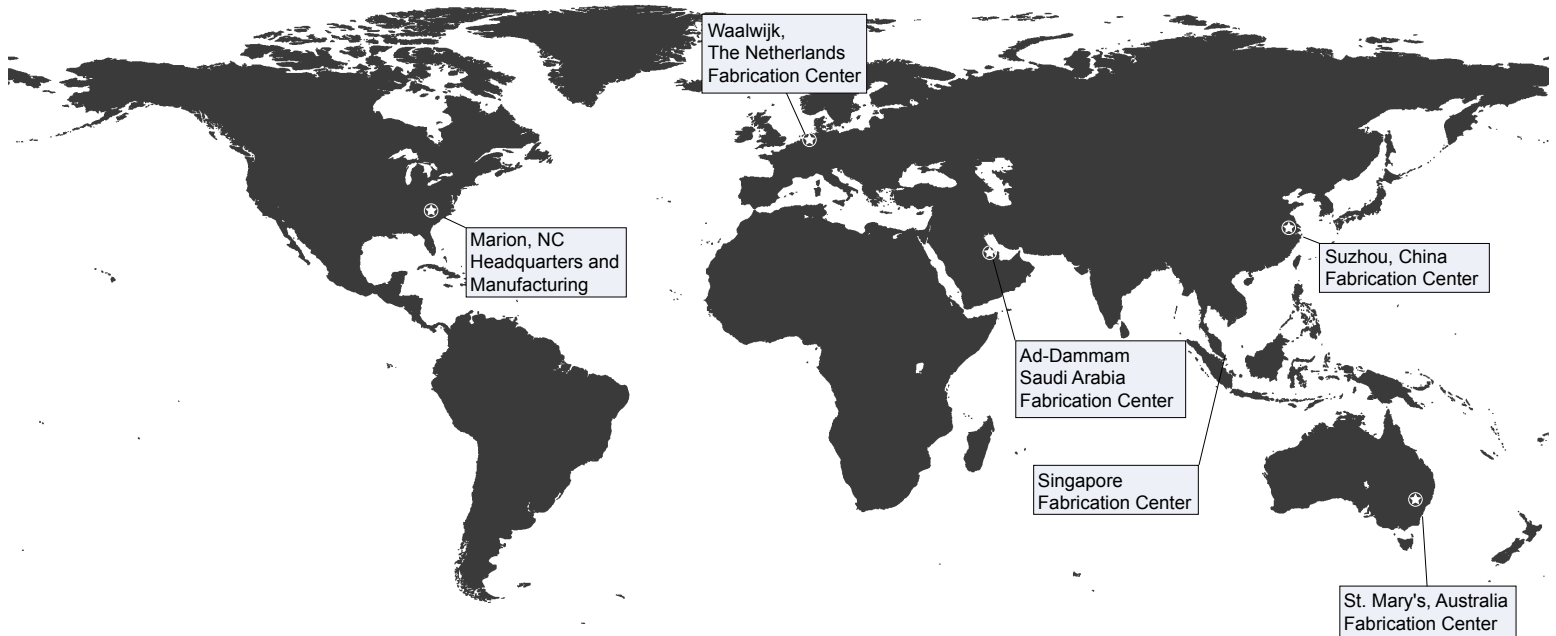 Waalwijk,
The Netherlands
Fabrication Center
Marion, NC
Headquarters and
Manufacturing
Suzhou, China
Fabrication Center
Ad-Dammam
Saudi Arabia
Fabrication Center
Singapore
Fabrication Center
St. Mary's, Australia
Fabrication Center